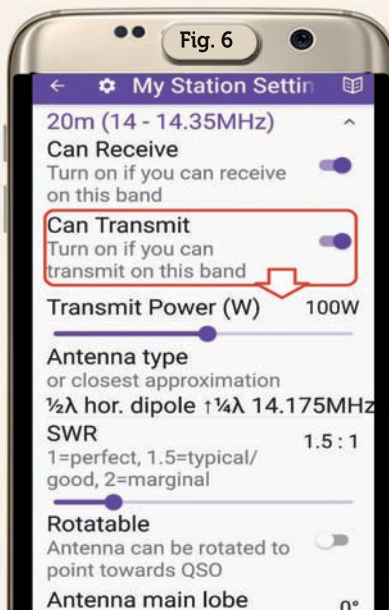 Fig. 6
My Station Settin
20m (14 - 14.35MHz)
Can Receive
Turn on if you can receive
on this band
Can Transmit
Turn on if you can
transmit on this band
Transmit Power (W) 100W
Antenna type
or closest approximation
½λ hor. dipole ↑¼λ 14.175MHz
SWR 1.5 : 1
1=perfect, 1.5=typical/
good, 2=marginal
Rotatable
Antenna can be rotated to
point towards QSO
Antenna main lobe 0°